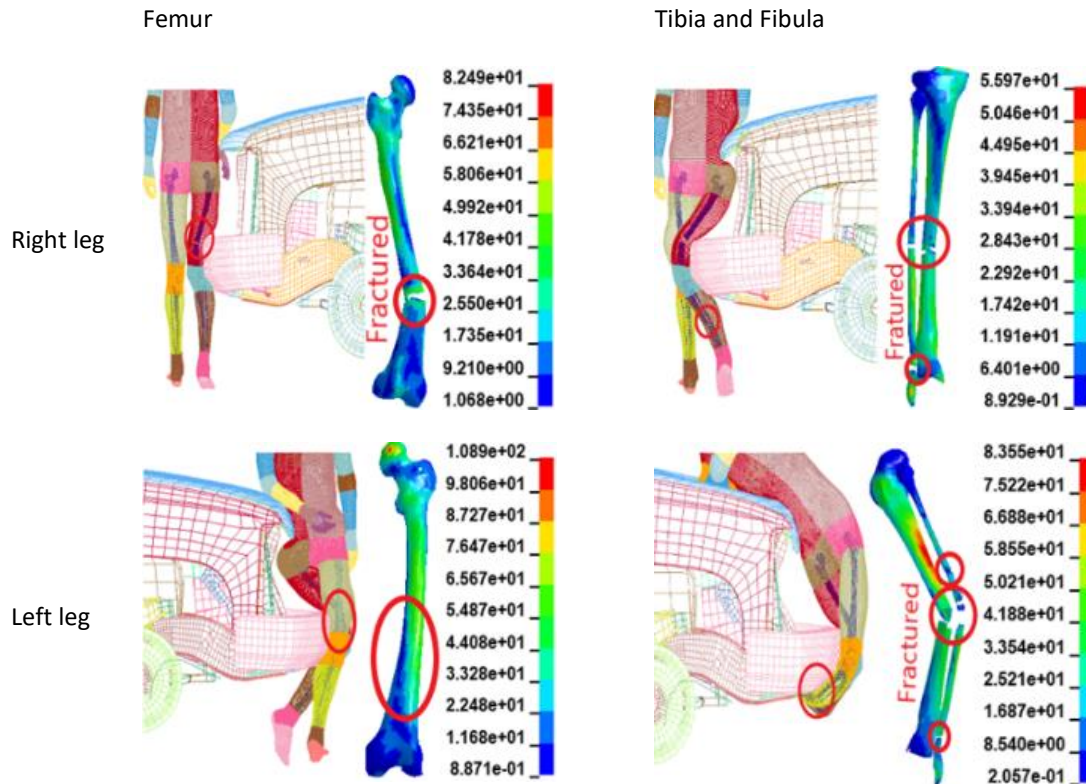 Femur
Tibia and Fibula
Right leg
Fractured
8.249e+01
7.435e+01
6.621e+01
5.806e+01
4.992e+01
4.178e+01
3.364e+01
2.550e+01
1.735e+01
9.210e+00
1.068e+00
Fratured
5.597e+01
5.046e+01
4.495e+01
3.945e+01
3.394e+01
2.843e+01
2.292e+01
1.742e+01
1.191e+01
6.401e+00
8.929e-01
Left leg
1.089e+02
9.806e+01
8.727e+01
7.647e+01
6.567e+01
5.487e+01
4.408e+01
3.328e+01
2.248e+01
1.168e+01
8.871e-01
Fractured
8.355e+01
7.522e+01
6.688e+01
5.855e+01
5.021e+01
4.188e+01
3.354e+01
2.521e+01
1.687e+01
8.540e+00
2.057e-01